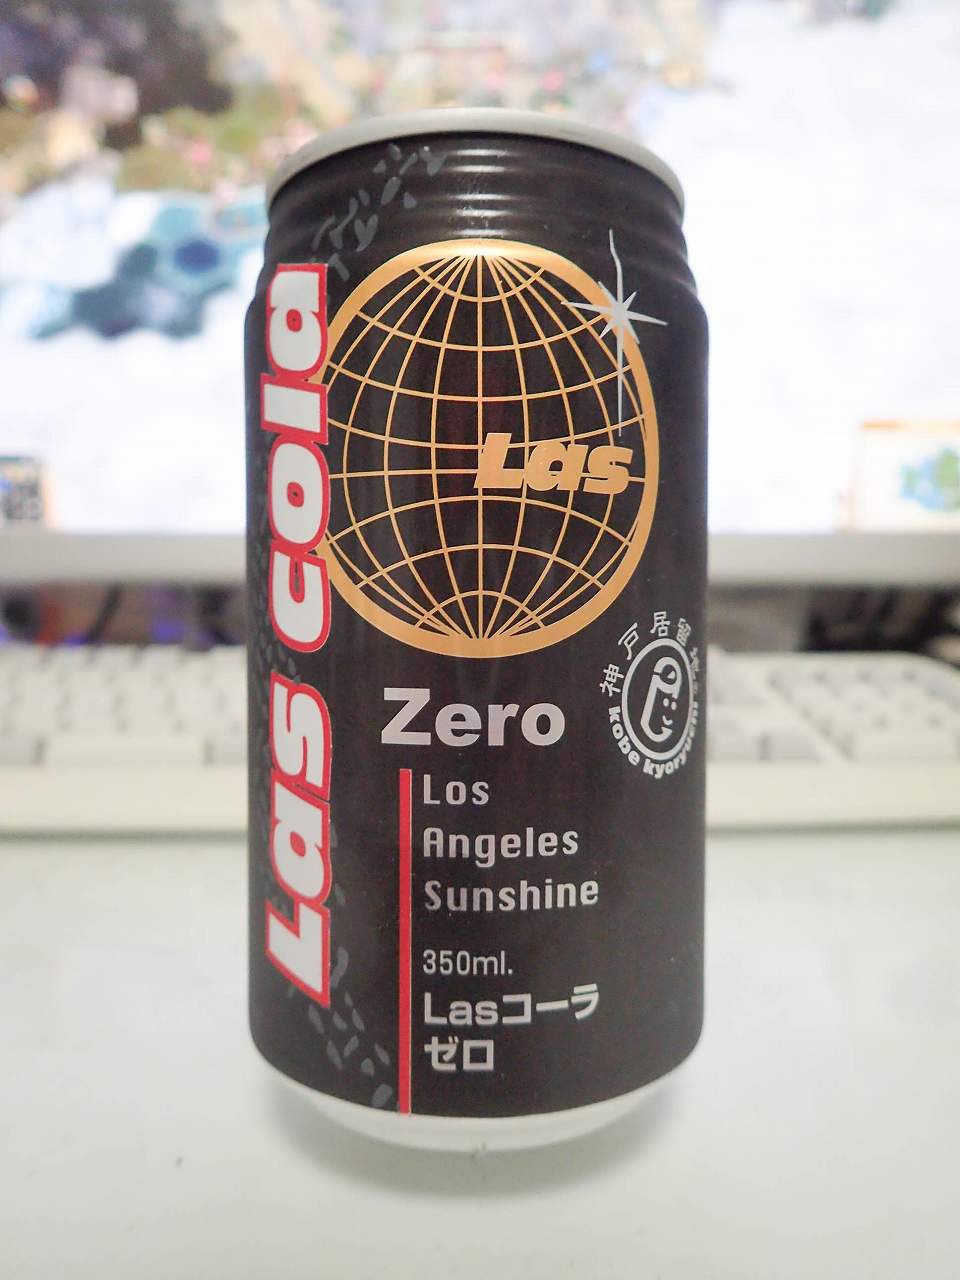 Las cola
Las
神戸居留
kobe kyoryuchi
Zero
Los
Angeles
Sunshine
350ml.
Lasコーラ
ゼロ